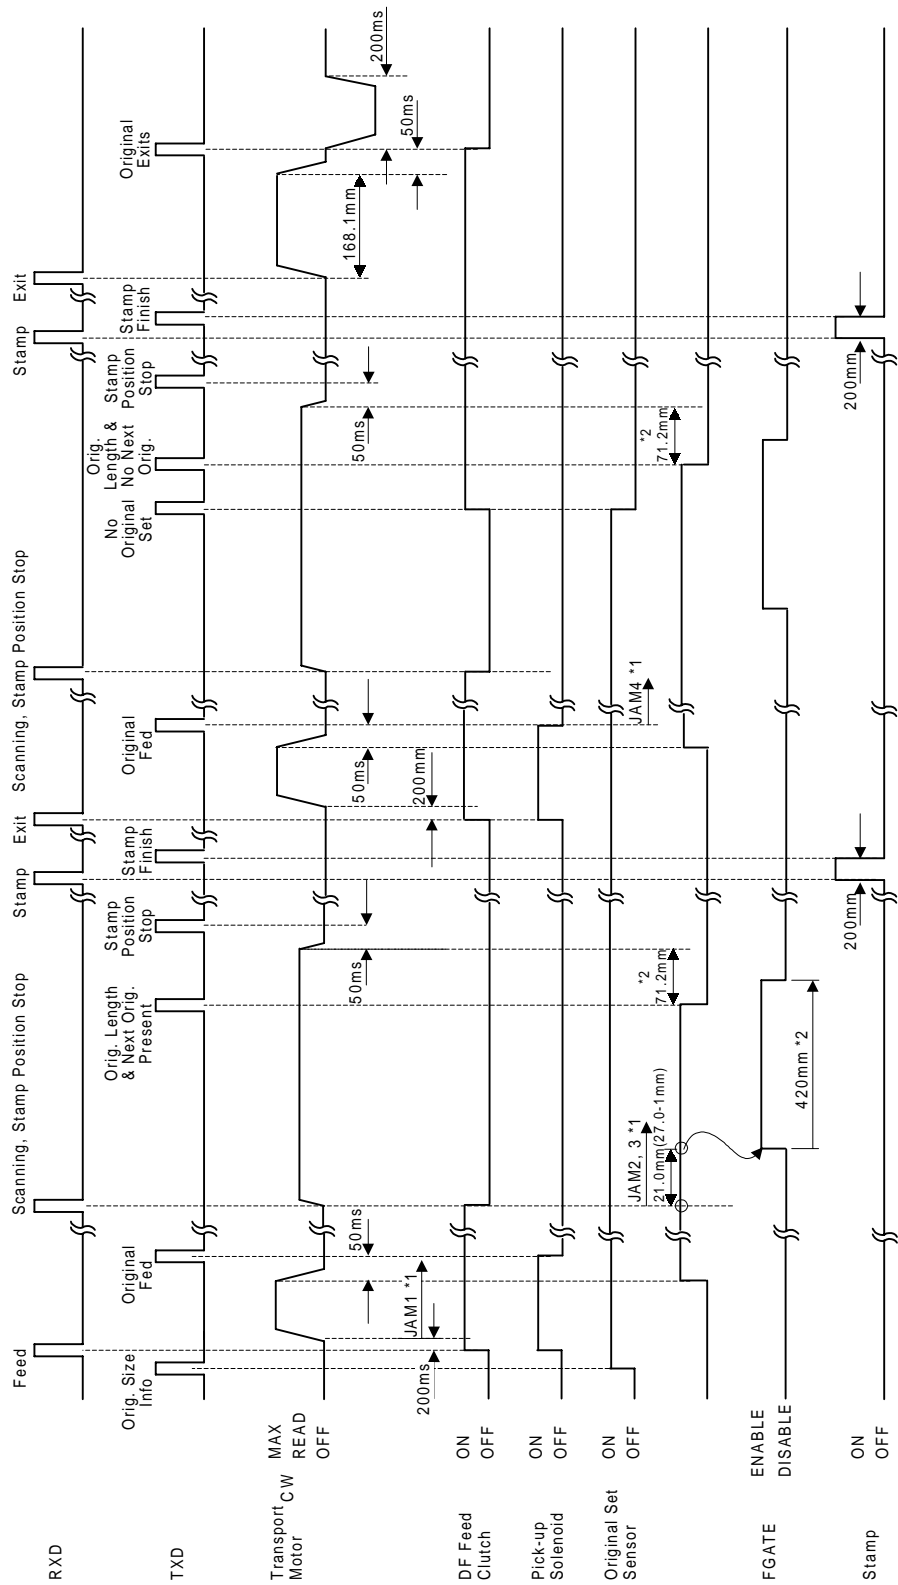 RXD
Feed
Scanning, Stamp Position Stop
Stamp
Exit
Scanning, Stamp Position Stop
Stamp
Exit
TXD
Orig. Size
Info
Original
Fed
Orig. Length
& Next Orig.
Present
Stamp
Position
Stop
Stamp
Finish
Original
Fed
No
Original
Set
Orig.
Length &
No Next
Orig.
Stamp
Position
Stop
Stamp
Finish
Original
Exits
Transport
Motor
CW
MAX
READ
OFF
50ms
50ms
50ms
50ms
168.1mm
200ms
50ms
JAM1 *1
200ms
200mm
DF Feed
Clutch
ON
OFF
Pick-up
Solenoid
ON
OFF
Original Set
Sensor
ON
OFF
JAM2, 3 *1
21.0mm(27.0-1mm)
*2
71.2mm
JAM4 *1
*2
71.2mm
FGATE
ENABLE
DISABLE
420mm *2
Stamp
ON
OFF
200mm
200mm